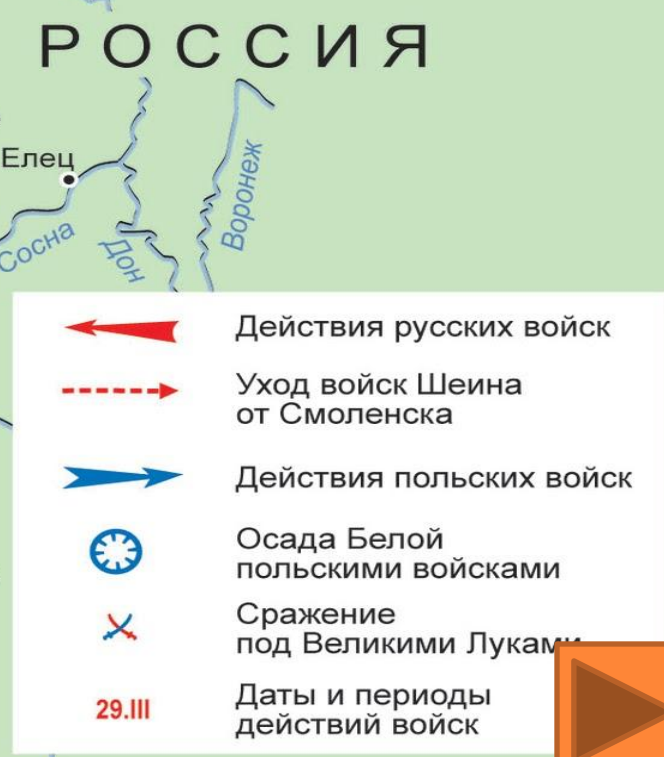 РОССИЯ
Елец
Сосна
Дон
Воронеж
Действия русских войск
Уход войск Шеина
от Смоленска
Действия польских войск
Осада Белой
польскими войсками
Сражение
под Великими Луками
29.III
Даты и периоды
действий войск